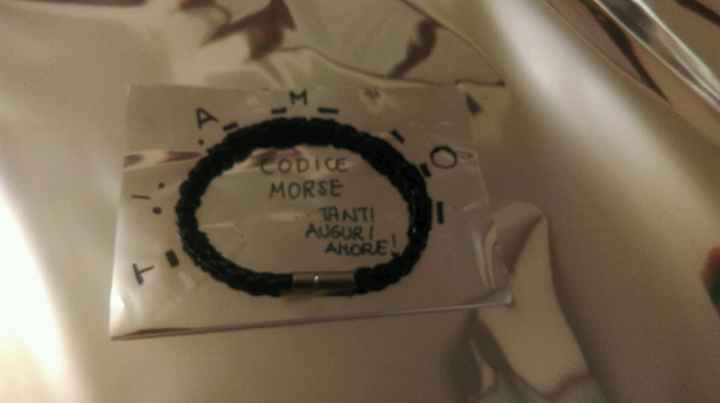 T I A M O
CODICE
MORSE
TANTI
AUGURI
AMORE!